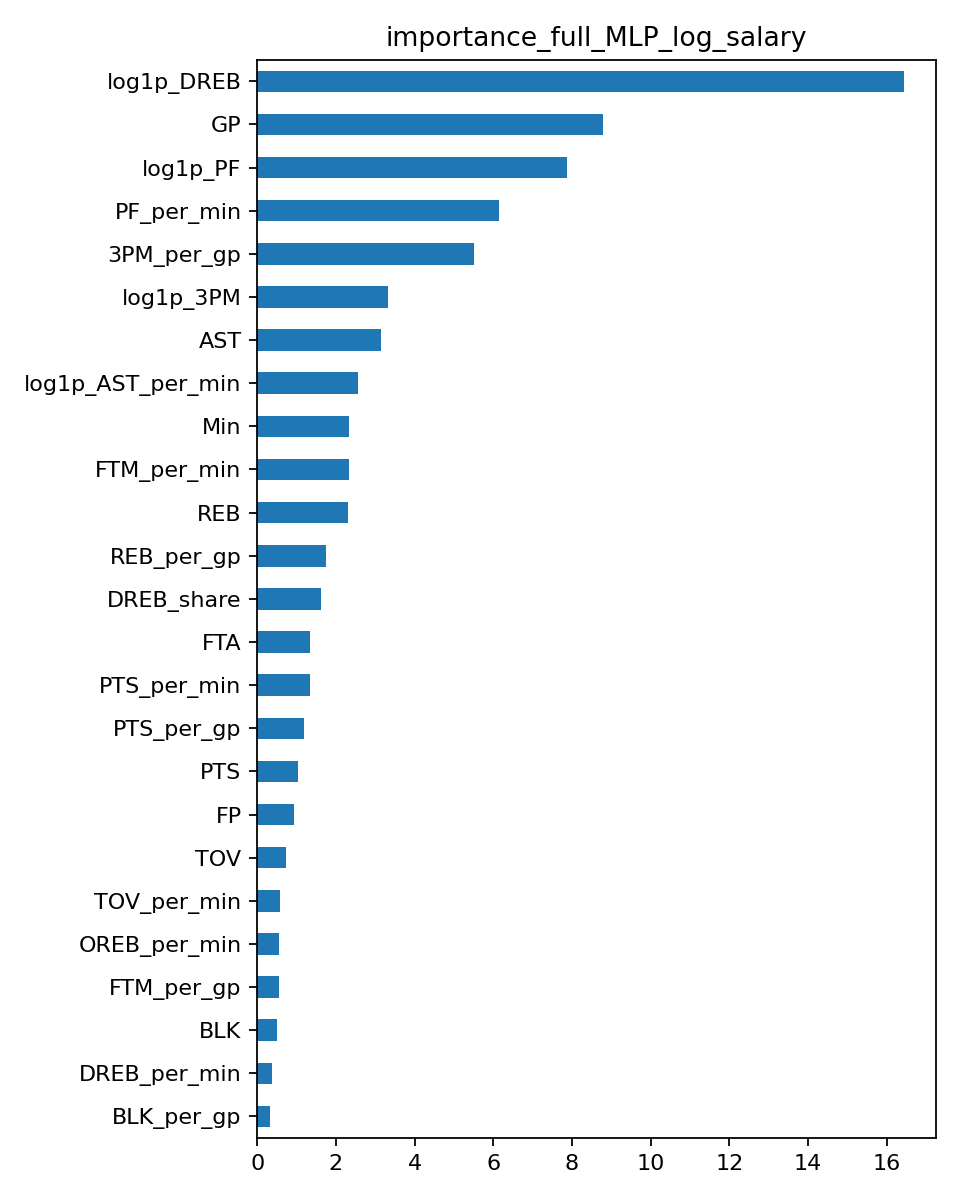 importance_full_MLP_log_salary
log1p_DREB
GP
log1p_PF
PF_per_min
3PM_per_gp
log1p_3PM
AST
log1p_AST_per_min
Min
FTM_per_min
REB
REB_per_gp
DREB_share
FTA
PTS_per_min
PTS_per_gp
PTS
FP
TOV
TOV_per_min
OREB_per_min
FTM_per_gp
BLK
DREB_per_min
BLK_per_gp
0 2 4 6 8 10 12 14 16